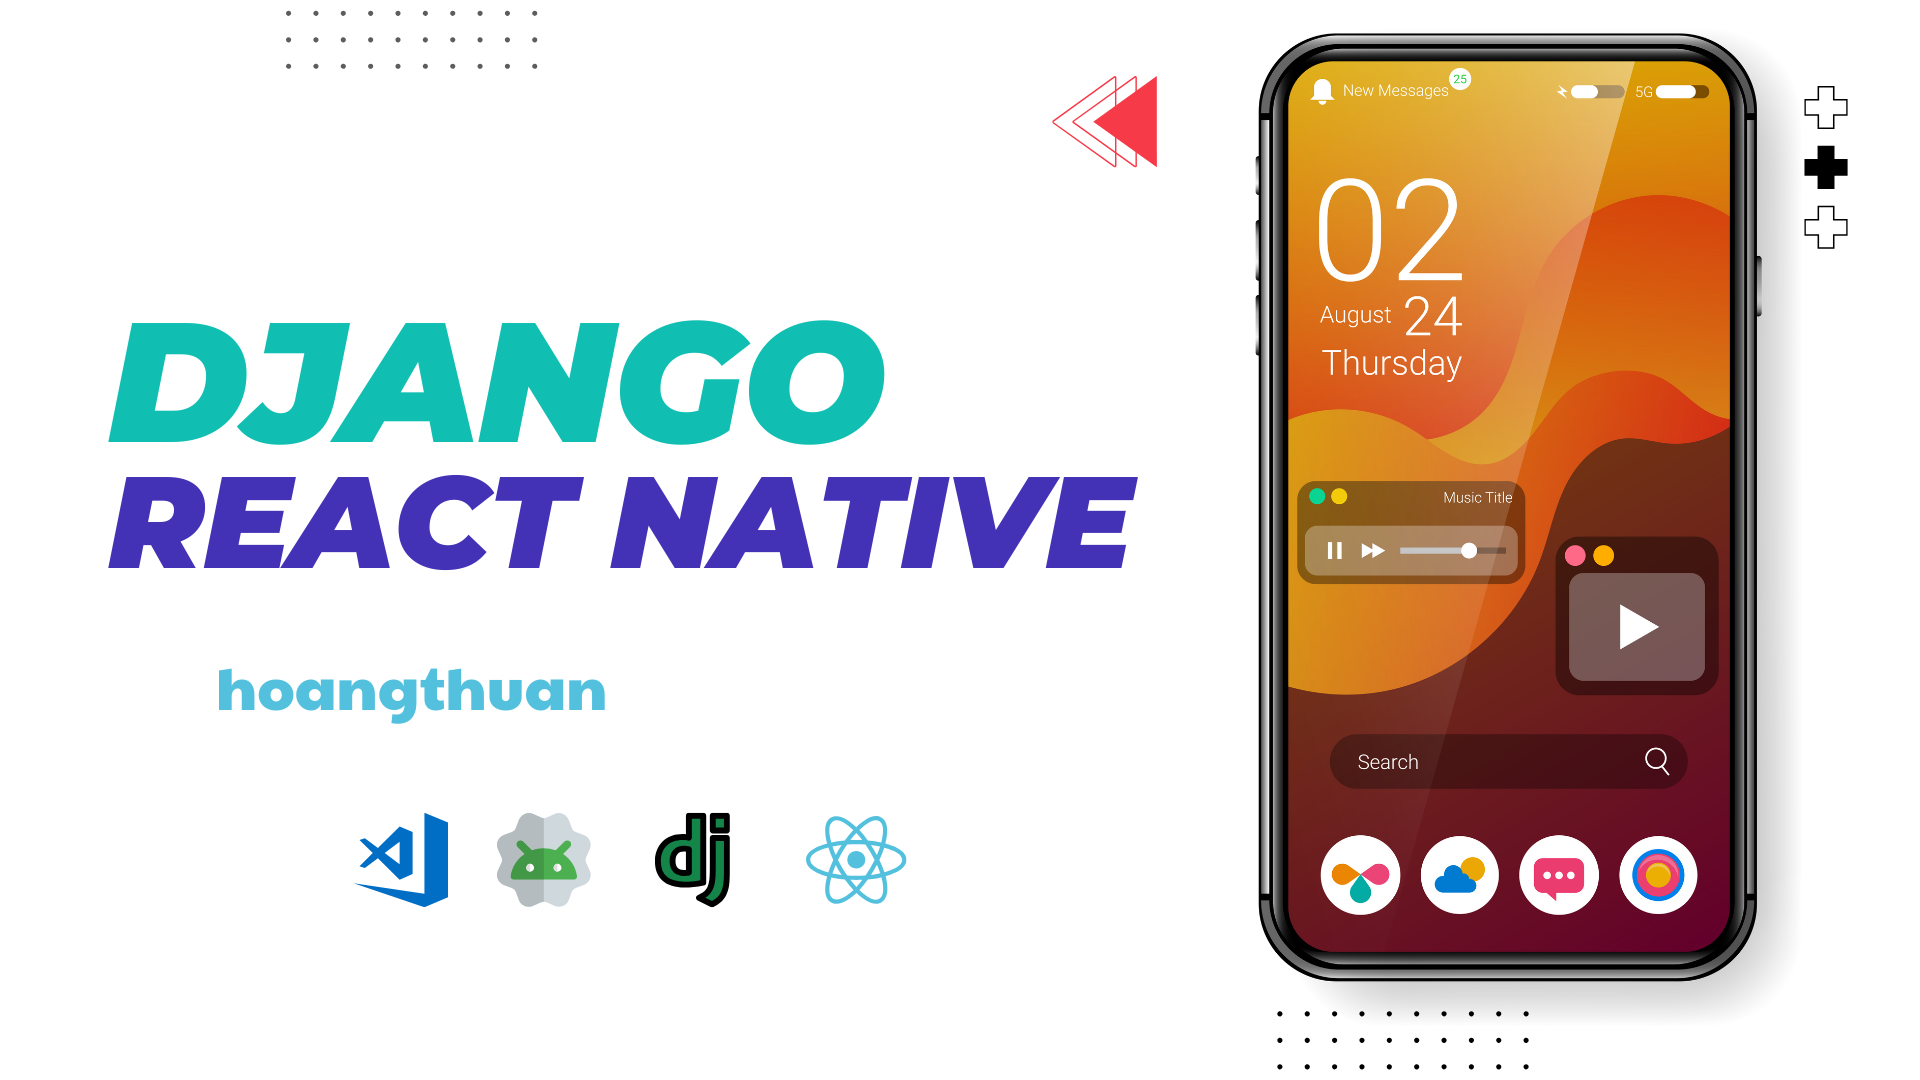 DJANGO
REACT NATIVE
hoangthuan
dj
New Messages 25
5G
02
August 24
Thursday
Music Title
Search